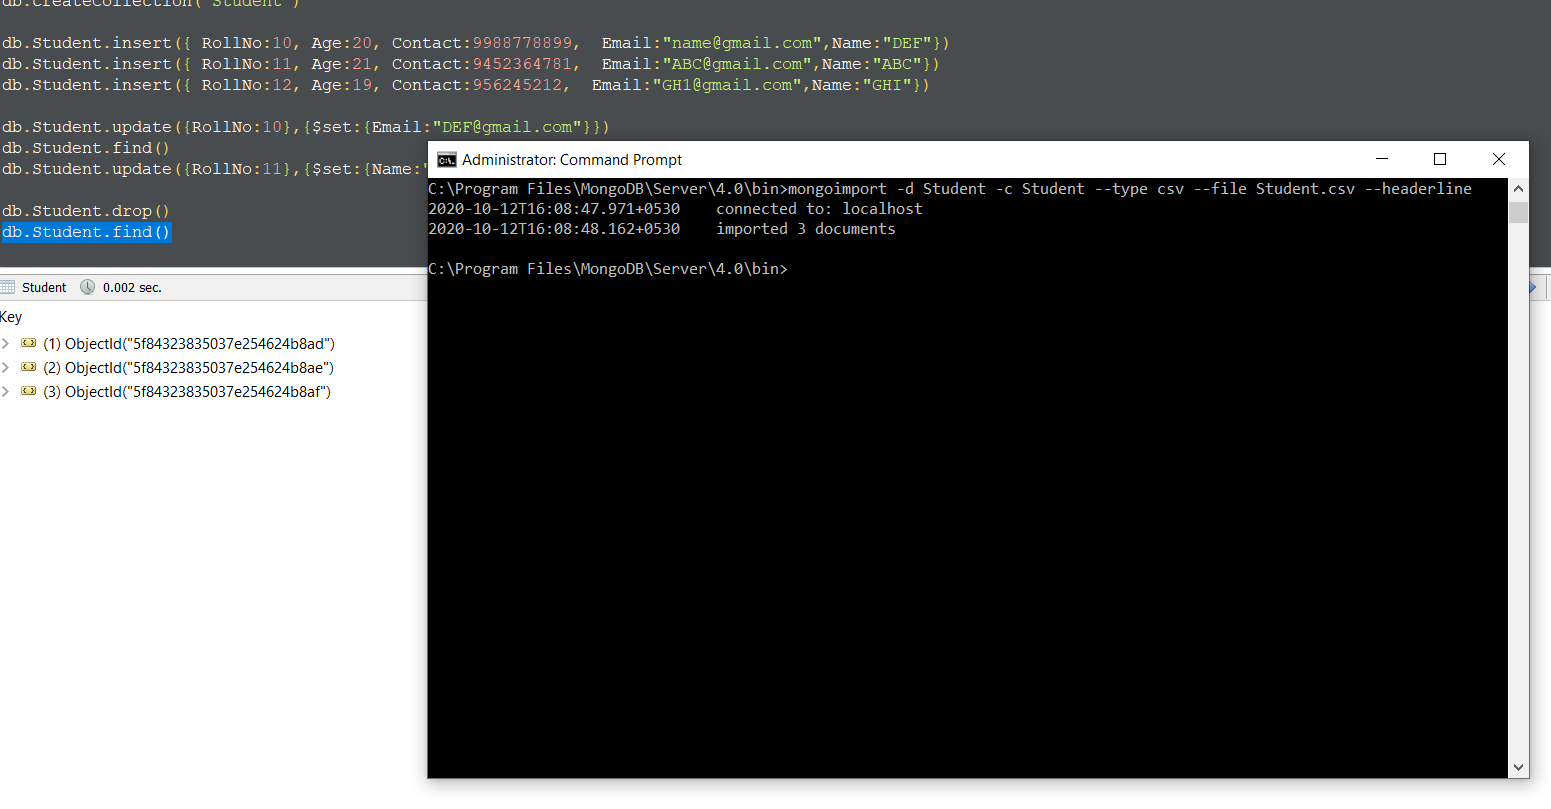 db.createCollection("Student")
db.Student.insert({ RollNo:10, Age:20, Contact:9988778899,  Email:"name@gmail.com",Name:"DEF"})
db.Student.insert({ RollNo:11, Age:21, Contact:9452364781,  Email:"ABC@gmail.com",Name:"ABC"})
db.Student.insert({ RollNo:12, Age:19, Contact:956245212,  Email:"GH1@gmail.com",Name:"GHI"})
db.Student.update({RollNo:10},{$set:{Email:"DEF@gmail.com"}})
db.Student.find()
db.Student.update({RollNo:11},{$set:{Name:"
db.Student.drop()
db.Student.find()
Student 0.002 sec.
Key
(1) ObjectId("5f84323835037e254624b8ad")
(2) ObjectId("5f84323835037e254624b8ae")
(3) ObjectId("5f84323835037e254624b8af")
Administrator: Command Prompt
C:\Program Files\MongoDB\Server\4.0\bin>mongoimport -d Student -c Student --type csv --file Student.csv --headerline
2020-10-12T16:08:47.971+0530    connected to: localhost
2020-10-12T16:08:48.162+0530    imported 3 documents
C:\Program Files\MongoDB\Server\4.0\bin>